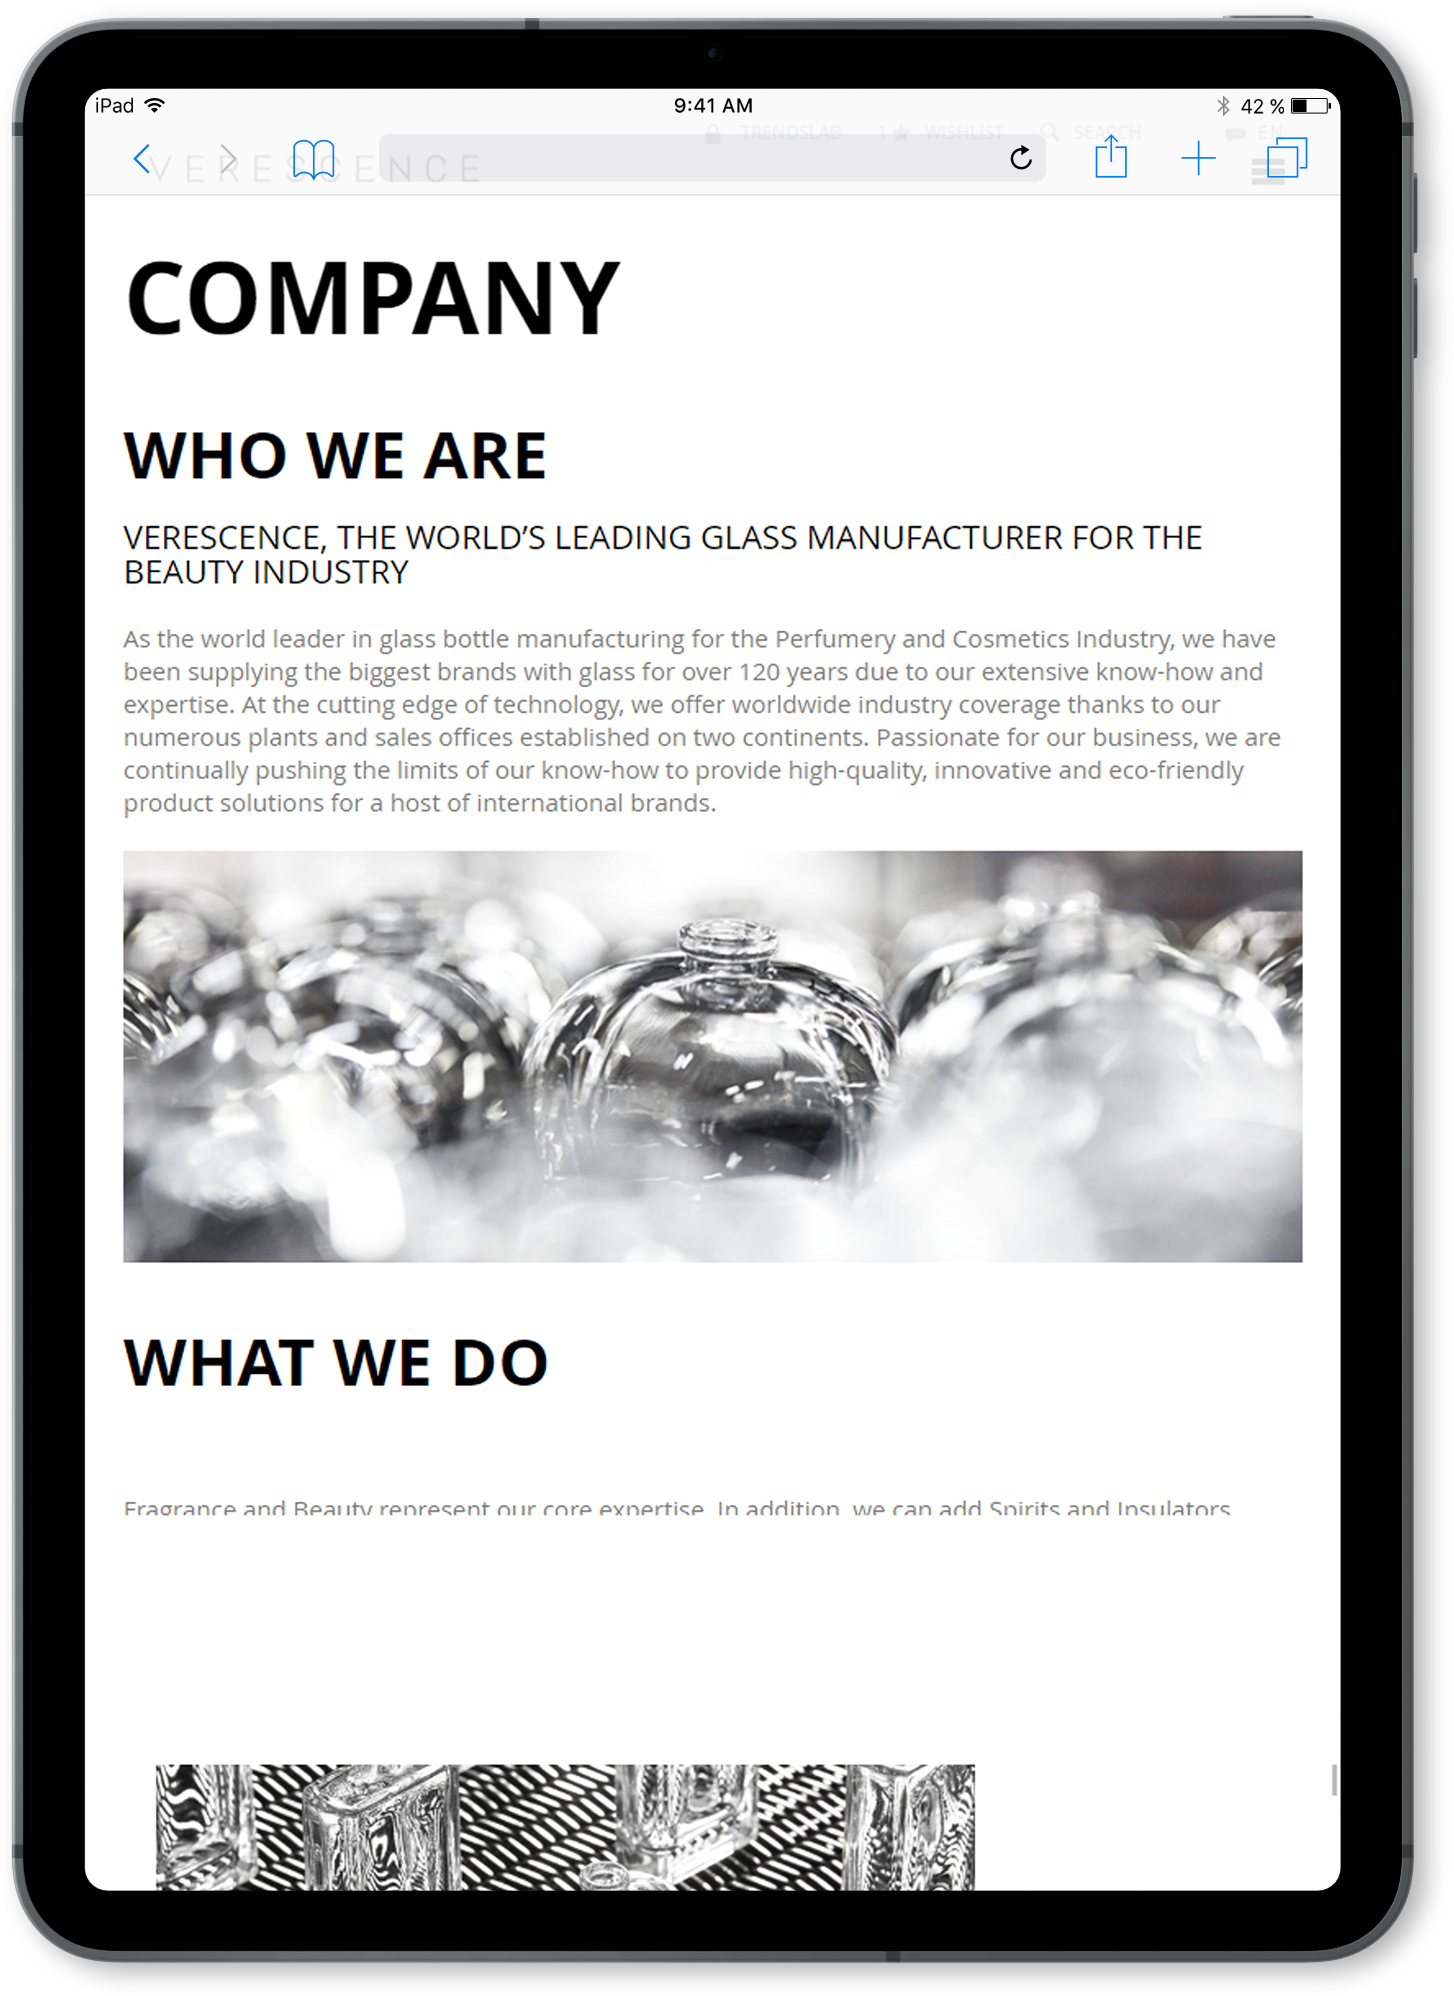 iPad
9:41 AM
42 %
TRENDSLAB
1
WISHLIST
SEARCH
EN
VERESCENCE
COMPANY
WHO WE ARE
VERESCENCE, THE WORLD’S LEADING GLASS MANUFACTURER FOR THE
BEAUTY INDUSTRY
As the world leader in glass bottle manufacturing for the Perfumery and Cosmetics Industry, we have
been supplying the biggest brands with glass for over 120 years due to our extensive know-how and
expertise. At the cutting edge of technology, we offer worldwide industry coverage thanks to our
numerous plants and sales offices established on two continents. Passionate for our business, we are
continually pushing the limits of our know-how to provide high-quality, innovative and eco-friendly
product solutions for a host of international brands.
WHAT WE DO
Fragrance and Beauty represent our core expertise. In addition, we can add Spirits and Insulators